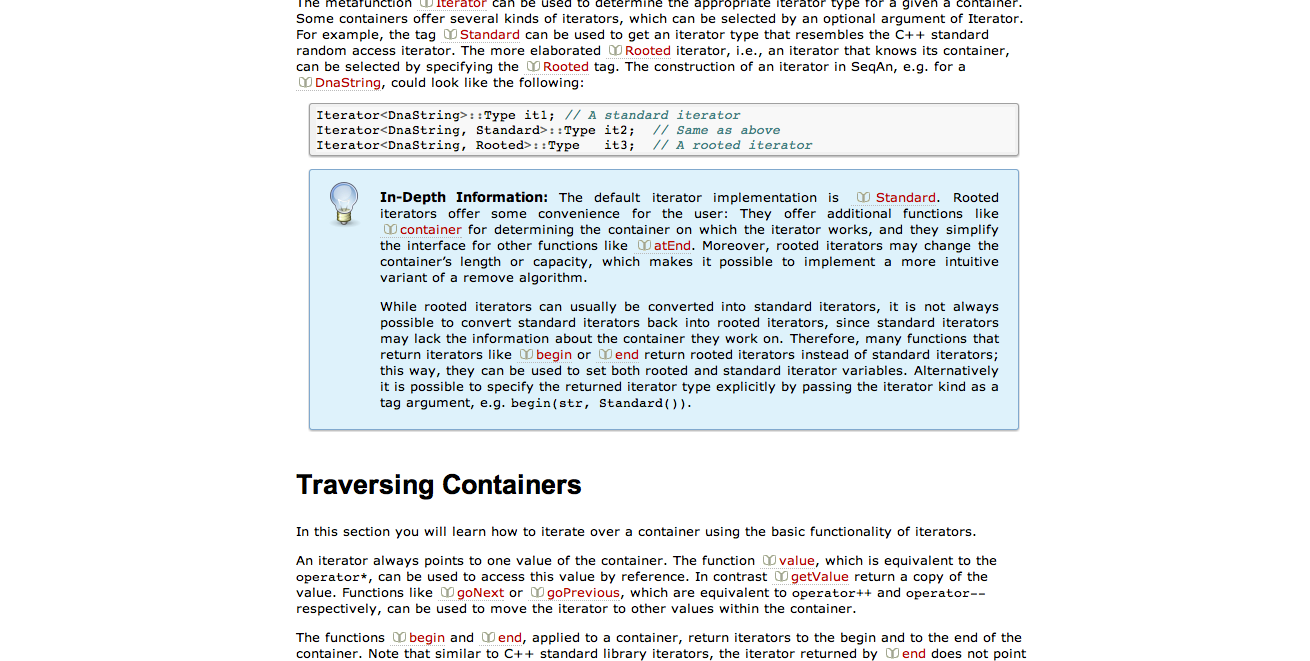 The metafunction Iterator can be used to determine the appropriate iterator type for a given a container.
Some containers offer several kinds of iterators, which can be selected by an optional argument of Iterator.
For example, the tag Standard can be used to get an iterator type that resembles the C++ standard
random access iterator. The more elaborated Rooted iterator, i.e., an iterator that knows its container,
can be selected by specifying the Rooted tag. The construction of an iterator in SeqAn, e.g. for a
DnaString, could look like the following:
Iterator<DnaString>::Type it1; // A standard iterator
Iterator<DnaString, Standard>::Type it2;  // Same as above
Iterator<DnaString, Rooted>::Type   it3;  // A rooted iterator
In-Depth Information: The default iterator implementation is Standard. Rooted
iterators offer some convenience for the user: They offer additional functions like
container for determining the container on which the iterator works, and they simplify
the interface for other functions like atEnd. Moreover, rooted iterators may change the
container's length or capacity, which makes it possible to implement a more intuitive
variant of a remove algorithm.
While rooted iterators can usually be converted into standard iterators, it is not always
possible to convert standard iterators back into rooted iterators, since standard iterators
may lack the information about the container they work on. Therefore, many functions that
return iterators like begin or end return rooted iterators instead of standard iterators;
this way, they can be used to set both rooted and standard iterator variables. Alternatively
it is possible to specify the returned iterator type explicitly by passing the iterator kind as a
tag argument, e.g. begin(str, Standard()).
Traversing Containers
In this section you will learn how to iterate over a container using the basic functionality of iterators.
An iterator always points to one value of the container. The function value, which is equivalent to the
operator*, can be used to access this value by reference. In contrast getValue return a copy of the
value. Functions like goNext or goPrevious, which are equivalent to operator++ and operator--
respectively, can be used to move the iterator to other values within the container.
The functions begin and end, applied to a container, return iterators to the begin and to the end of the
container. Note that similar to C++ standard library iterators, the iterator returned by end does not point